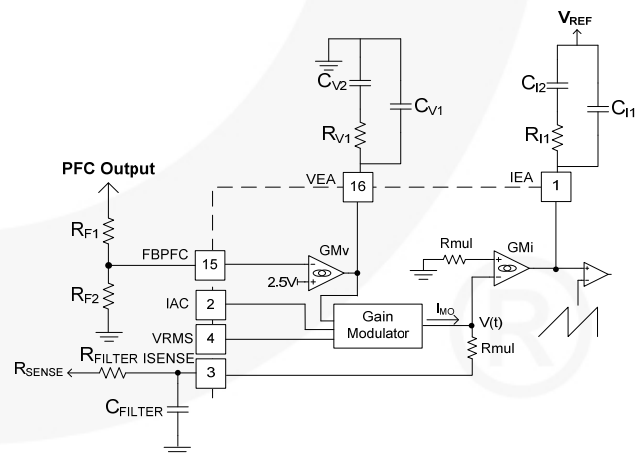 VREF
CV2
CV1
RV1
CI2
CI1
RI1
PFC Output
VEA
16
IEA
1
RF1
FBPFC
15
GMv
Rmul
GMi
+
-
RF2
2.5V
+
-
IAC
2
Gain
Modulator
IMO
V(t)
VRMS
4
Rmul
RSENSE
RFILTER
ISENSE
3
CFILTER
+
-
R